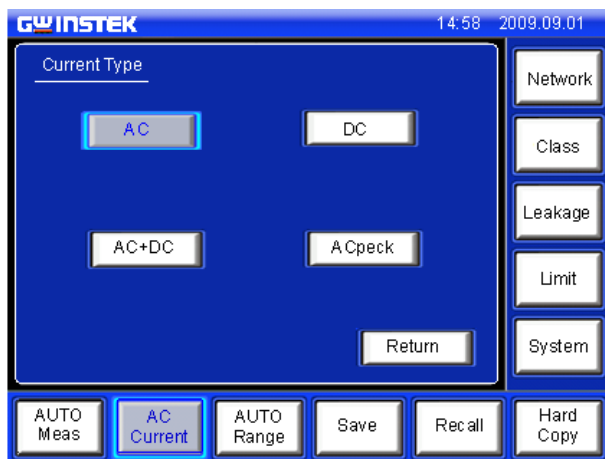 GWINSTEK 14:58 2009.09.01
Current Type
AC
DC
AC+DC
ACpeck
Return
Network
Class
Leakage
Limit
System
AUTO
Meas
AC
Current
AUTO
Range
Save
Recall
Hard
Copy